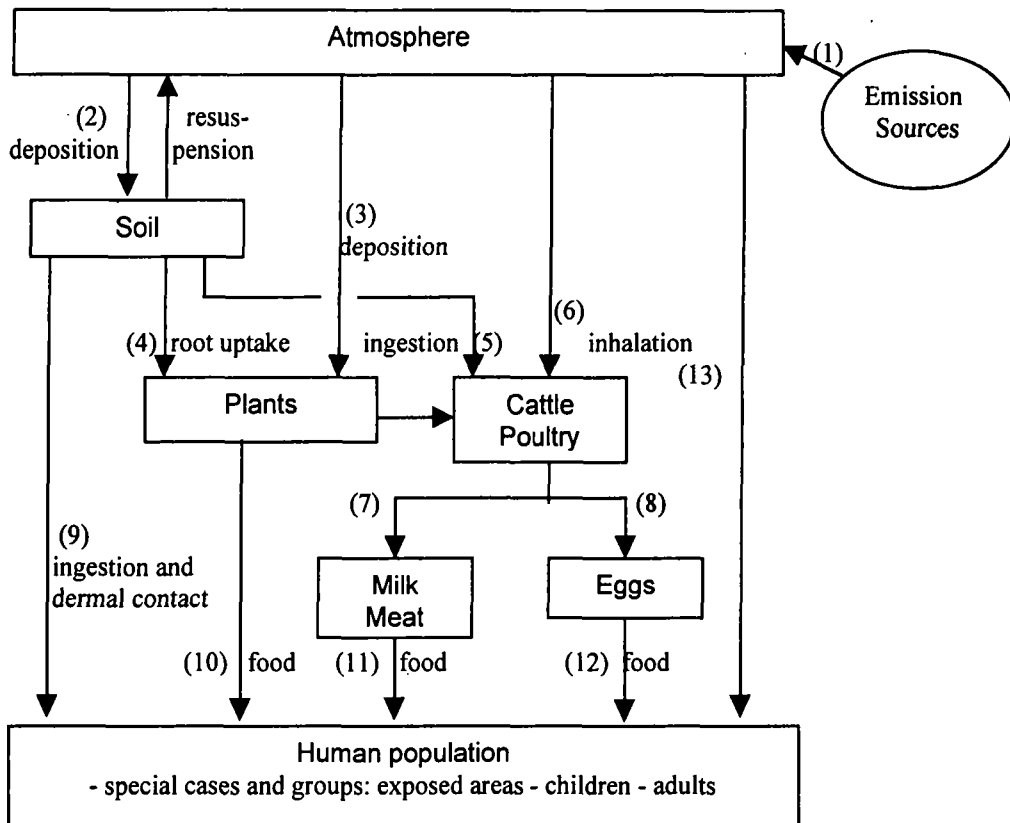 Atmosphere
(1)
Emission
Sources
(2)
deposition
resus-
pension
Soil
(3)
deposition
(4) root uptake
ingestion (5)
(6)
inhalation
(13)
Plants
Cattle
Poultry
(7)
(8)
(9)
ingestion and
dermal contact
Milk
Meat
Eggs
(10) food
(11) food
(12) food
Human population
- special cases and groups: exposed areas - children - adults